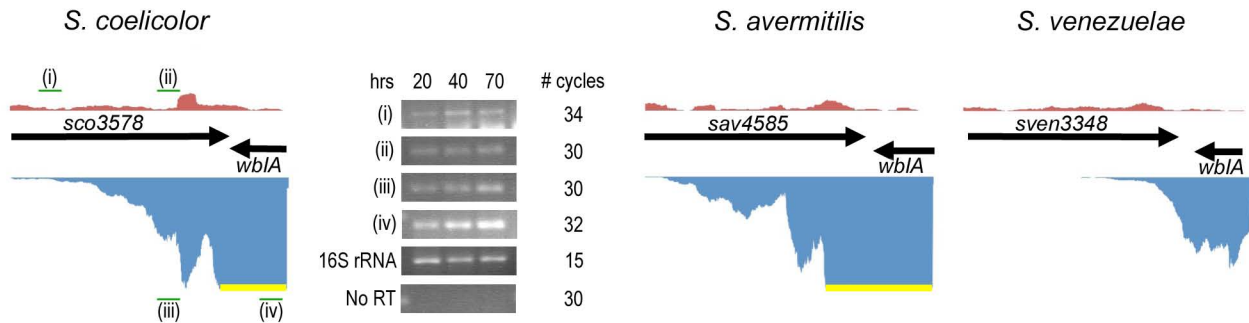 S. coelicolor
S. avermitilis
S. venezuelae
(i)
(ii)
sco3578
wblA
(iii)
(iv)
hrs 20 40 70 # cycles
(i) 34
(ii) 30
(iii) 30
(iv) 32
16S rRNA 15
No RT 30
sav4585
wblA
sven3348
wblA